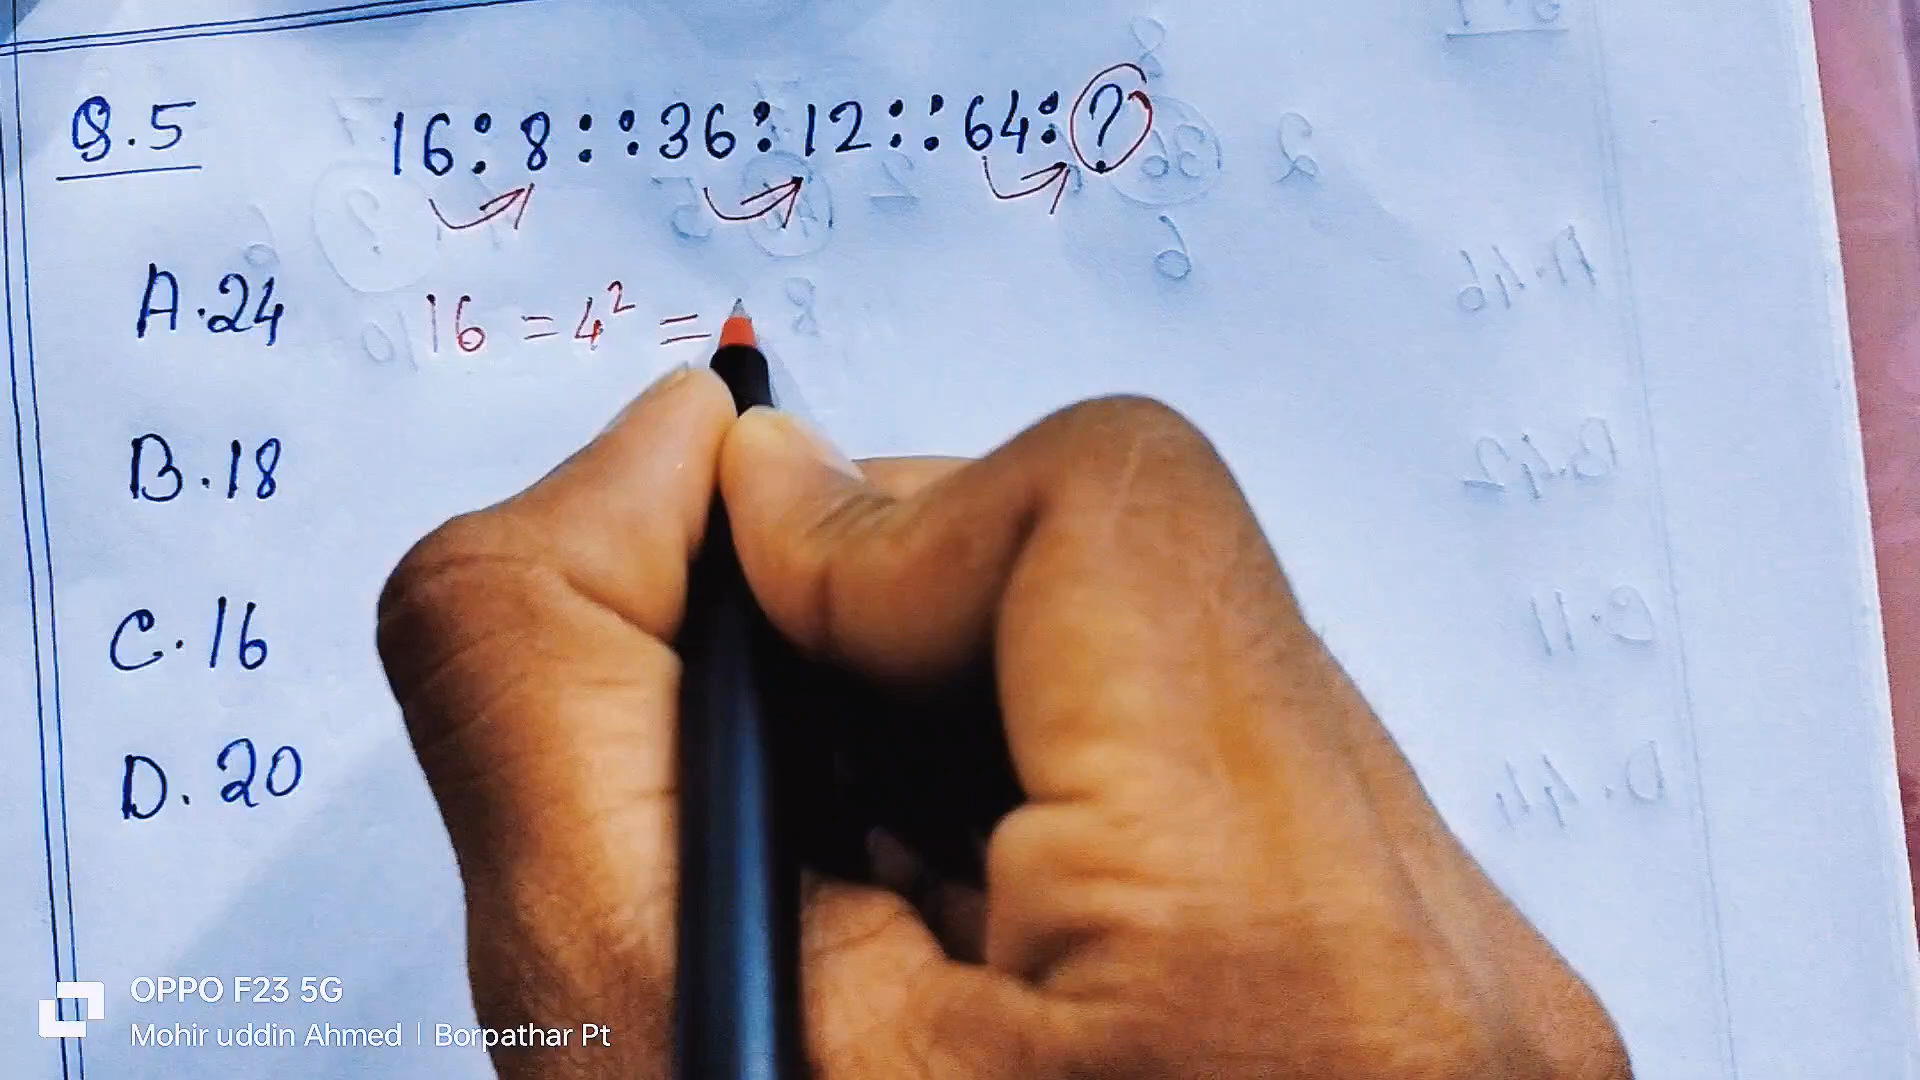 Q.5 16:8::36:12::64:?
A.24
16 = 4² =
B.18
C.16
D.20
OPPO F23 5G
Mohir uddin Ahmed | Borpathar Pt